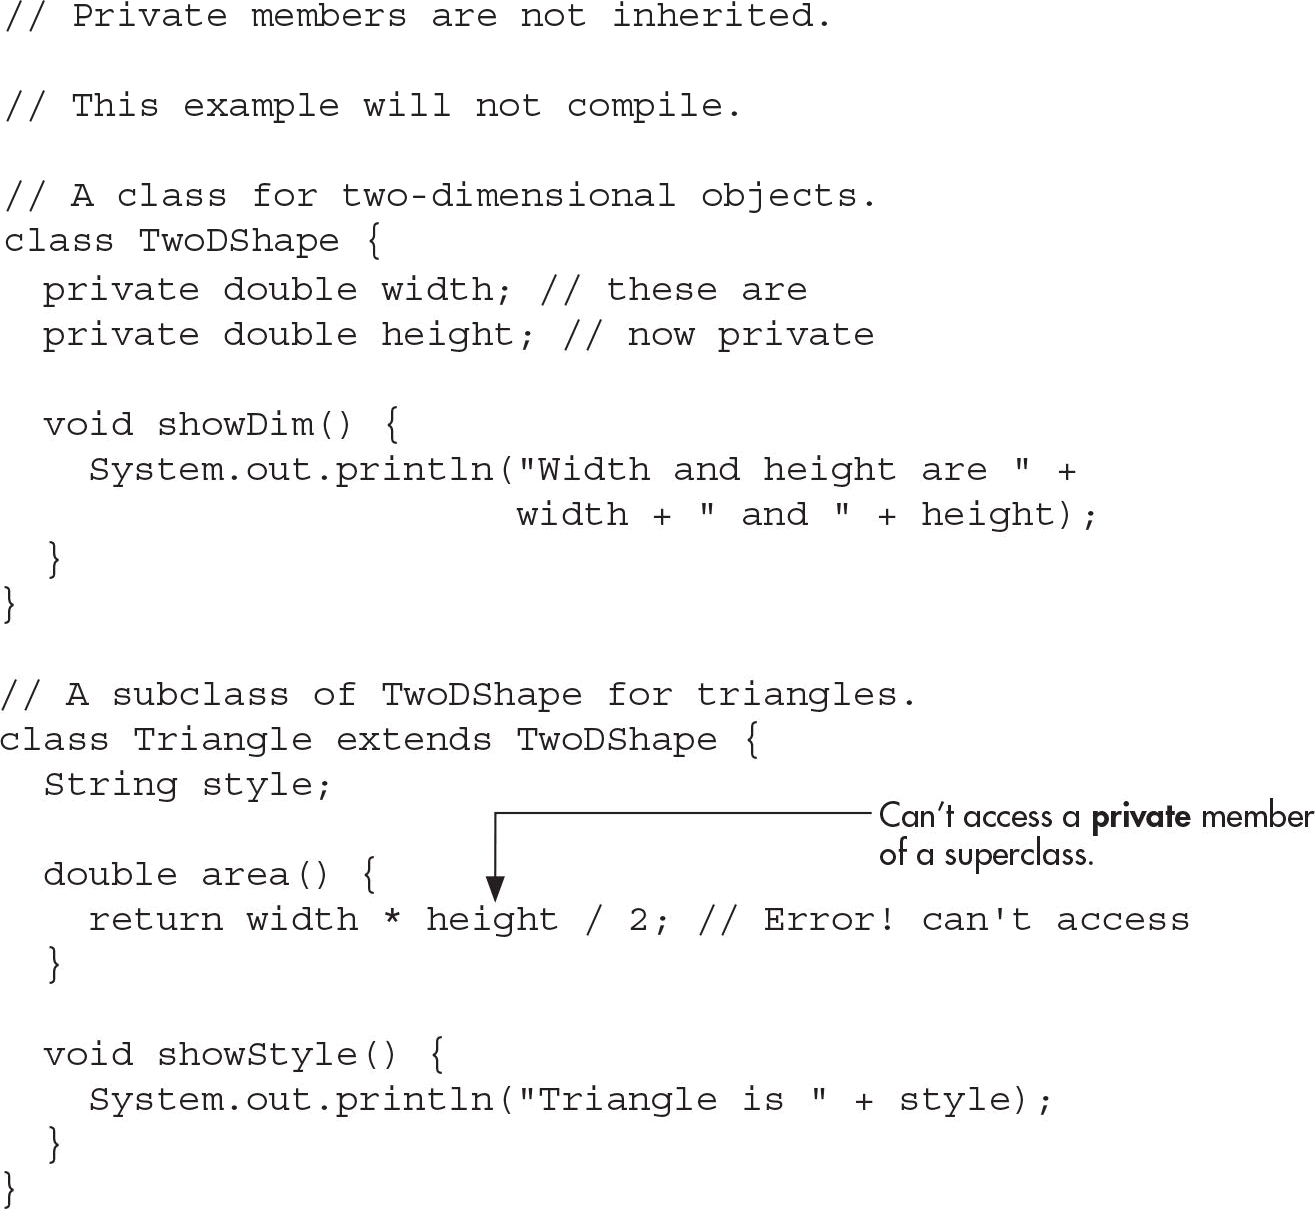 // Private members are not inherited.
// This example will not compile.
// A class for two-dimensional objects.
class TwoDShape {
  private double width; // these are
  private double height; // now private
  void showDim() {
    System.out.println("Width and height are " +
                       width + " and " + height);
  }
}
// A subclass of TwoDShape for triangles.
class Triangle extends TwoDShape {
  String style;
Can't access a private member
of a superclass.
  double area() {
    return width * height / 2; // Error! can't access
  }
  void showStyle() {
    System.out.println("Triangle is " + style);
  }
}